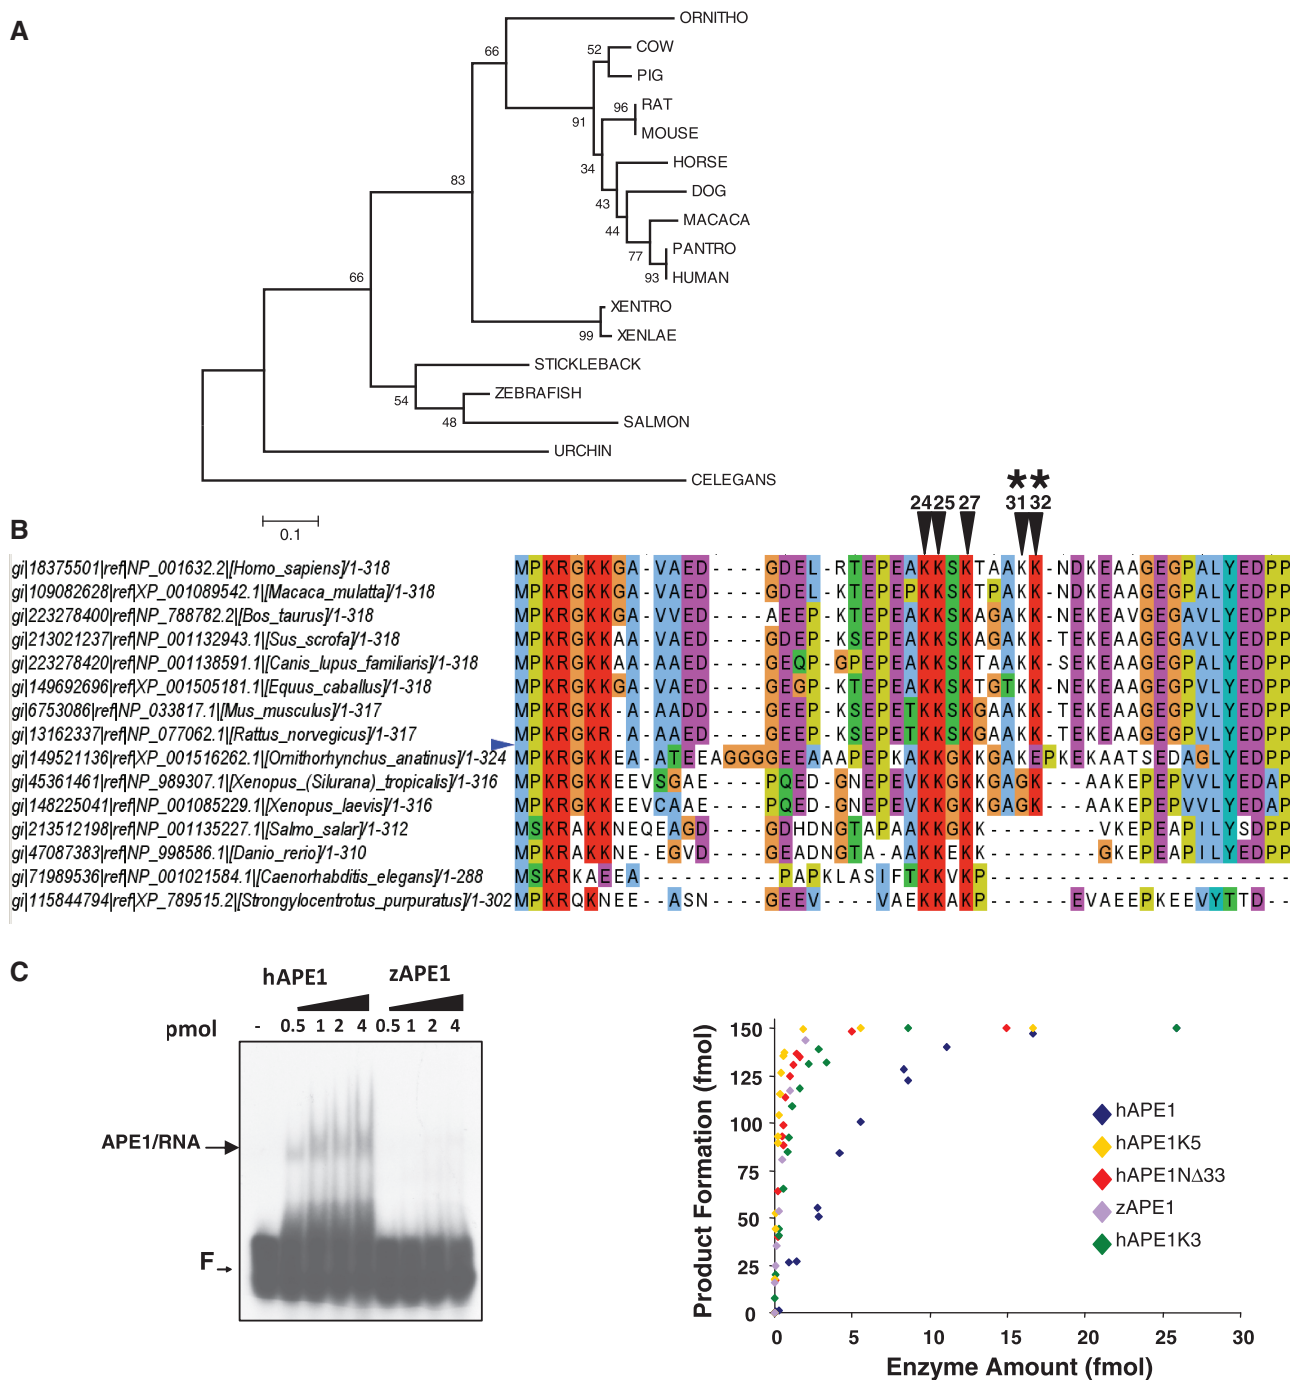 A
ORNITHO
66
52
COW
PIG
96
RAT
91
MOUSE
34
HORSE
83
43
DOG
44
MACACA
77
PANTRO
93
HUMAN
66
XENTRO
99
XENLAE
STICKLEBACK
54
ZEBRAFISH
48
SALMON
URCHIN
CELEGANS
0.1
B
* *
24 25 27 31 32
gi|18375501|ref|NP_001632.2|[Homo_sapiens]/1-318 MPKRGKKGA-VAED----GDEL-RTEPEAKKSKTAAKK-NDKEAAGEGPALYEDPP
gi|109082628|ref|XP_001089542.1|[Macaca_mulatta]/1-318 MPKRGKKGA-VAED----GDEL-KTEPEPKKSKTPAKK-NDKEAAGEGPALYEDPP
gi|223278400|ref|NP_788782.2|[Bos_taurus]/1-318 MPKRGKKGA-VAED----AEEP-KTEPEAKKSKAGAKK-NEKEAVGEGAVLYEDPP
gi|213021237|ref|NP_001132943.1|[Sus_scrofa]/1-318 MPKRGKKAA-VAED----GDEP-KSEPEAKKSKAGAKK-TEKEAAGEGAVLYEDPP
gi|223278420|ref|NP_001138591.1|[Canis_lupus_familiaris]/1-318 MPKRGKKAA-AAED----GEQP-GPEPEAKKSKTAAKK-SEKEAAGEGPALYEDPP
gi|149692696|ref|XP_001505181.1|[Equus_caballus]/1-318 MPKRGKKGA-VAED----GEGP-KTEPEAKKSKTGTKK-NEKEAAGEGPVLYEDPP
gi|6753086|ref|NP_033817.1|[Mus_musculus]/1-317 MPKRGKK-A-AADD----GEEP-KSEPETKKSKGAAKK-TEKEAAGEGPVLYEDPP
gi|13162337|ref|NP_077062.1|[Rattus_norvegicus]/1-317 MPKRGKR-A-AAED----GEEP-KSEPETKKSKGAAKK-TEKEAAGEGPVLYEDPP
gi|149521136|ref|XP_001516262.1|[Ornithorhynchus_anatinus]/1-324 MPKRGKKEA-ATEEAGGGGEEAAAPEPKAKKGKKGAKEPKEKAATSEDAGLYEDPP
gi|45361461|ref|NP_989307.1|[Xenopus_(Silurana)_tropicalis]/1-316 MPKRGKKEEVSGAE----PQED-GNEPEVKKGKKGAGK---AAKEPEPVVLYEDAP
gi|148225041|ref|NP_001085229.1|[Xenopus_laevis]/1-316 MPKRGKKEEVCAAE----PQED-GNEPEVKKGKKGAGK---AAKEPEPVVLYEDAP
gi|213512198|ref|NP_001135227.1|[Salmo_salar]/1-312 MSKRAKKNEQEAGD----GDHDNGTAPAAKKGKK--------VKEPEAPILYSDPP
gi|47087383|ref|NP_998586.1|[Danio_rerio]/1-310 MPKRAKKNE-EGVD----GEADNGTA-AAKKEKK--------GKEPEAPILYEDPP
gi|71989536|ref|NP_001021584.1|[Caenorhabditis_elegans]/1-288 MSKRKAEEA----------PAPKLASIFTKKVKP----------------------
gi|115844794|ref|XP_789515.2|[Strongylocentrotus_purpuratus]/1-302 MPKRQKNEE--ASN----GEEV----VAEKKAKP------EVAEEPKEEVYTTD--
C
hAPE1 zAPE1
pmol - 0.5 1 2 4 0.5 1 2 4
APE1/RNA
F
Product Formation (fmol)
150
125
100
75
50
25
0
0 5 10 15 20 25 30
Enzyme Amount (fmol)
hAPE1
hAPE1K5
hAPE1NΔ33
zAPE1
hAPE1K3